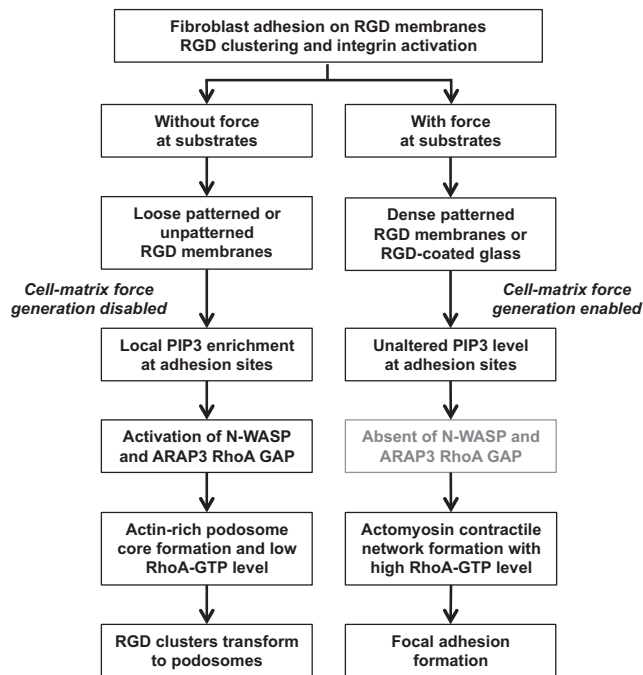 Fibroblast adhesion on RGD membranes
RGD clustering and integrin activation
Without force
at substrates
With force
at substrates
Loose patterned or
unpatterned
RGD membranes
Dense patterned
RGD membranes or
RGD-coated glass
Cell-matrix force
generation disabled
Cell-matrix force
generation enabled
Local PIP3 enrichment
at adhesion sites
Unaltered PIP3 level
at adhesion sites
Activation of N-WASP
and ARAP3 RhoA GAP
Absent of N-WASP and
ARAP3 RhoA GAP
Actin-rich podosome
core formation and low
RhoA-GTP level
Actomyosin contractile
network formation with
high RhoA-GTP level
RGD clusters transform
to podosomes
Focal adhesion
formation